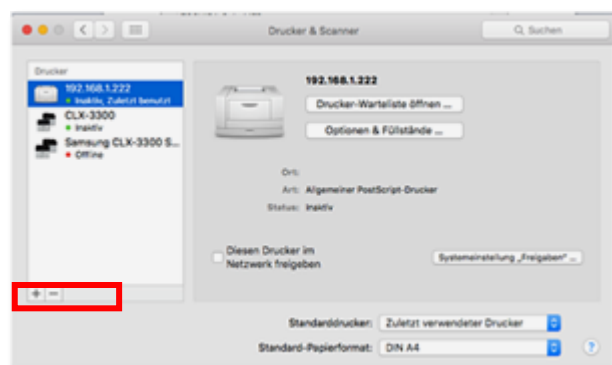 Drucker & Scanner
Suchen
Drucker
192.168.1.222
Inaktiv, Zuletzt benutzt
CLX-3300
Inaktiv
Samsung CLX-3300 S...
Offline
+ −
192.168.1.222
Drucker-Warteliste öffnen ...
Optionen & Füllstände ...
Ort:
Art: Allgemeiner PostScript-Drucker
Status: Inaktiv
Diesen Drucker im
Netzwerk freigeben
Systemeinstellung „Freigaben“ ...
Standarddrucker: Zuletzt verwendeter Drucker
Standard-Papierformat: DIN A4
?